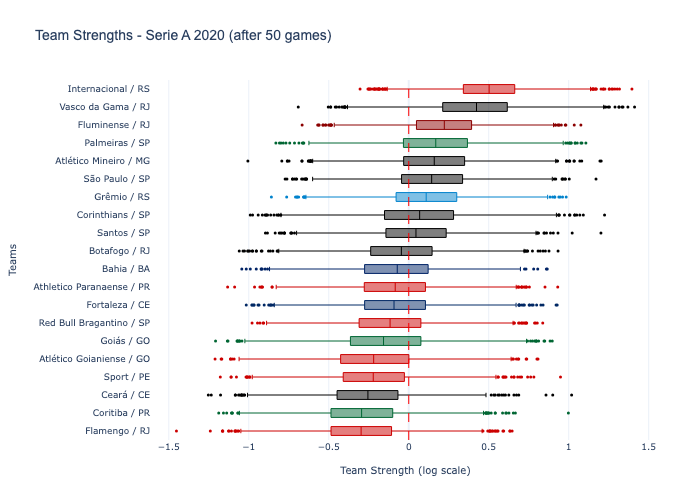 Team Strengths - Serie A 2020 (after 50 games)
Internacional / RS
Vasco da Gama / RJ
Fluminense / RJ
Palmeiras / SP
Atlético Mineiro / MG
São Paulo / SP
Grêmio / RS
Corinthians / SP
Santos / SP
Botafogo / RJ
Bahia / BA
Athletico Paranaense / PR
Fortaleza / CE
Red Bull Bragantino / SP
Goiás / GO
Atlético Goianiense / GO
Sport / PE
Ceará / CE
Coritiba / PR
Flamengo / RJ
Teams
−1.5 −1 −0.5 0 0.5 1 1.5
Team Strength (log scale)